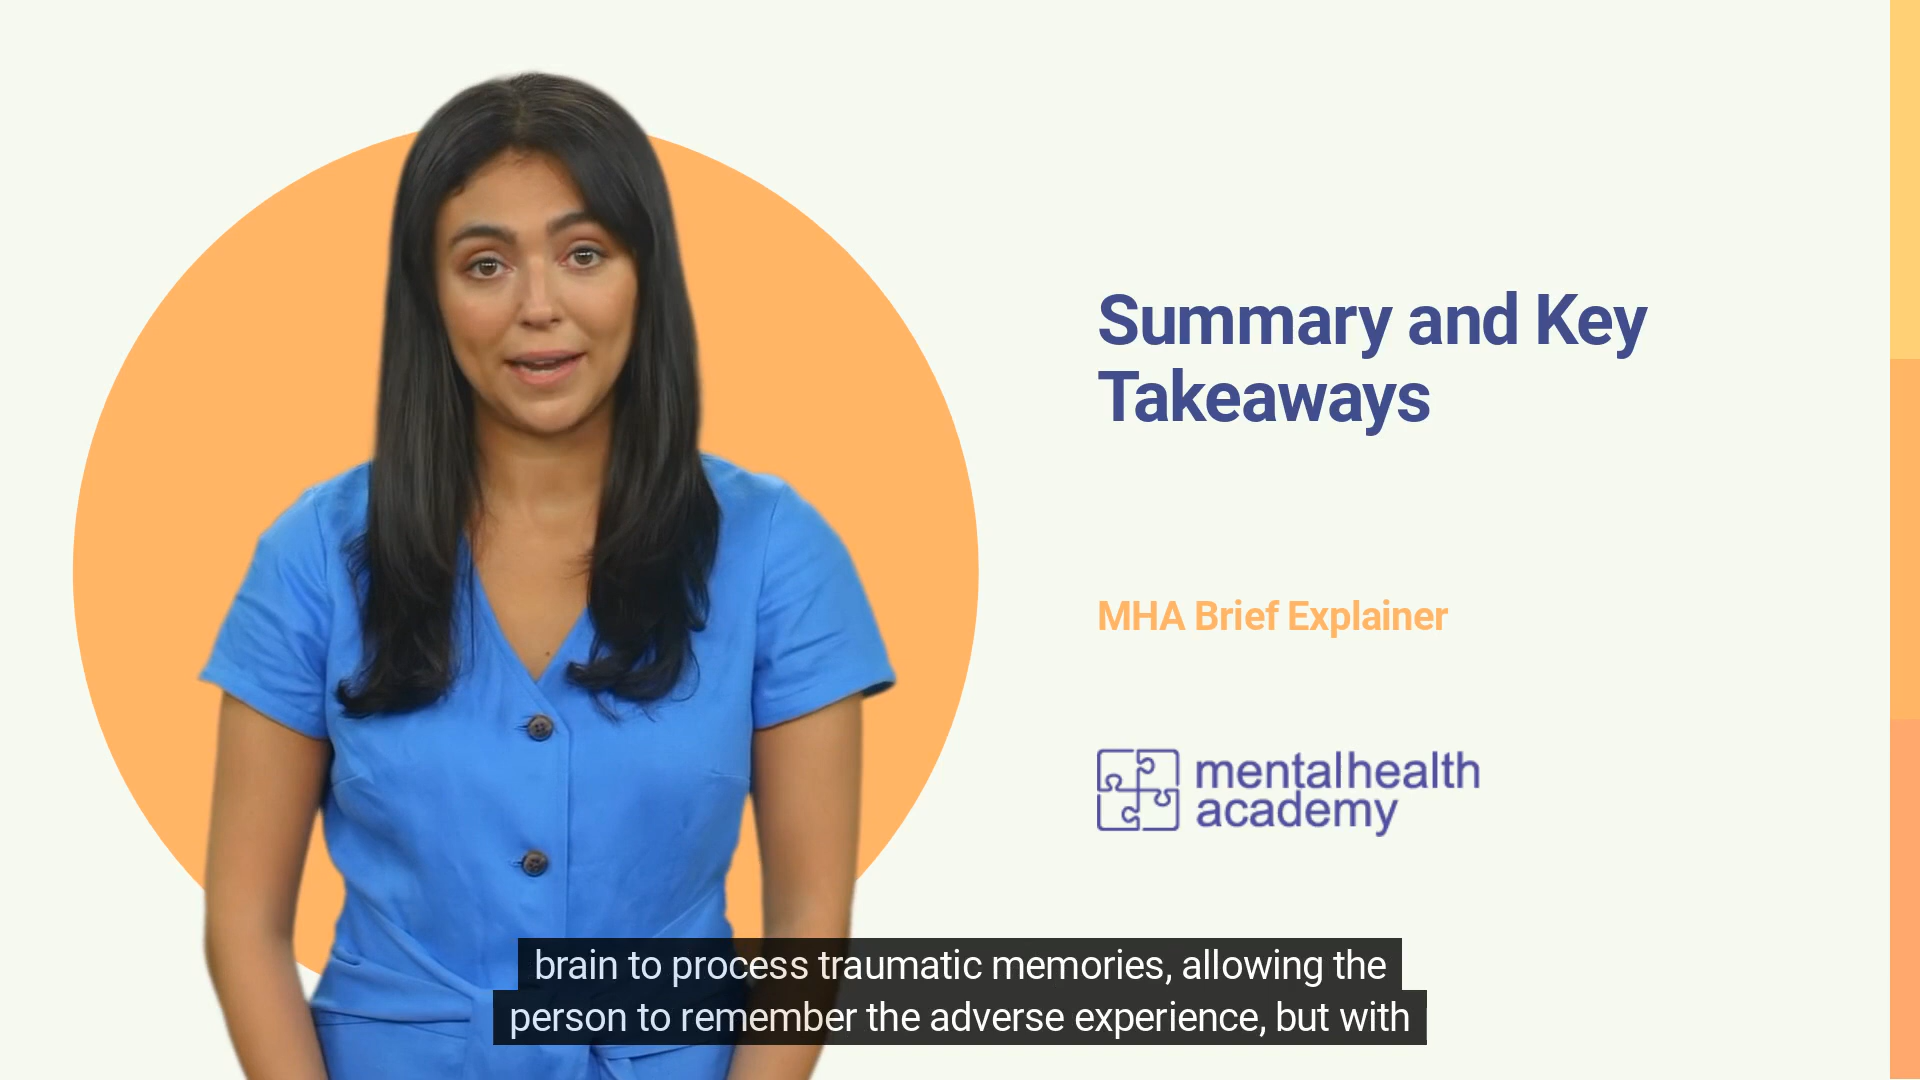 Summary and Key
Takeaways
MHA Brief Explainer
mentalhealth
academy
brain to process traumatic memories, allowing the
person to remember the adverse experience, but with